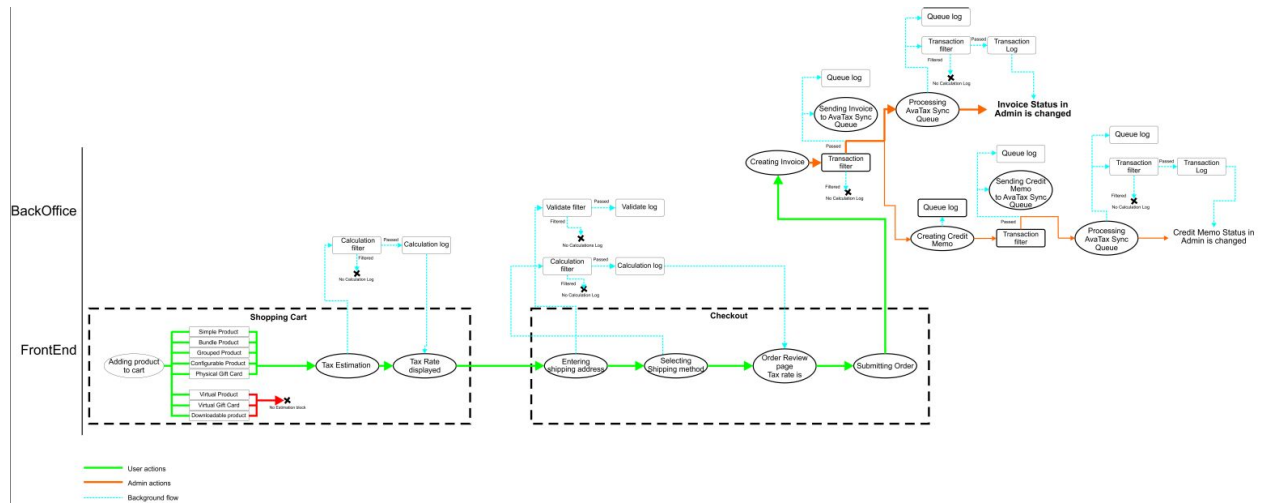 Queue log
Transaction
filter
Passed
Transaction
Log
Filtered
No Calculation Log
Queue log
Sending Invoice
to AvaTax Sync
Queue
Processing
AvaTax Sync
Queue
Invoice Status in
Admin is changed
Passed
Creating Invoice
Transaction
filter
Filtered
No Calculation Log
Queue log
Queue log
Transaction
filter
Passed
Transaction
Log
Filtered
No Calculation Log
Sending Credit
Memo
to AvaTax Sync
Queue
Passed
Queue log
Creating Credit
Memo
Transaction
filter
Processing
AvaTax Sync
Queue
Credit Memo Status in
Admin is changed
BackOffice
Validate filter
Passed
Validate log
Filtered
No Calculations Log
Calculation
filter
Passed
Calculation log
Filtered
No Calculation Log
Calculation
filter
Passed
Calculation log
Filtered
No Calculation Log
FrontEnd
Shopping Cart
Adding product
to cart
Simple Product
Bundle Product
Grouped Product
Configurable Product
Physical Gift Card
Virtual Product
Virtual Gift Card
Downloadable product
No Estimation block
Tax Estimation
Tax Rate
displayed
Checkout
Entering
shipping address
Selecting
Shipping method
Order Review
page
Tax rate is
Submitting Order
User actions
Admin actions
Background flow